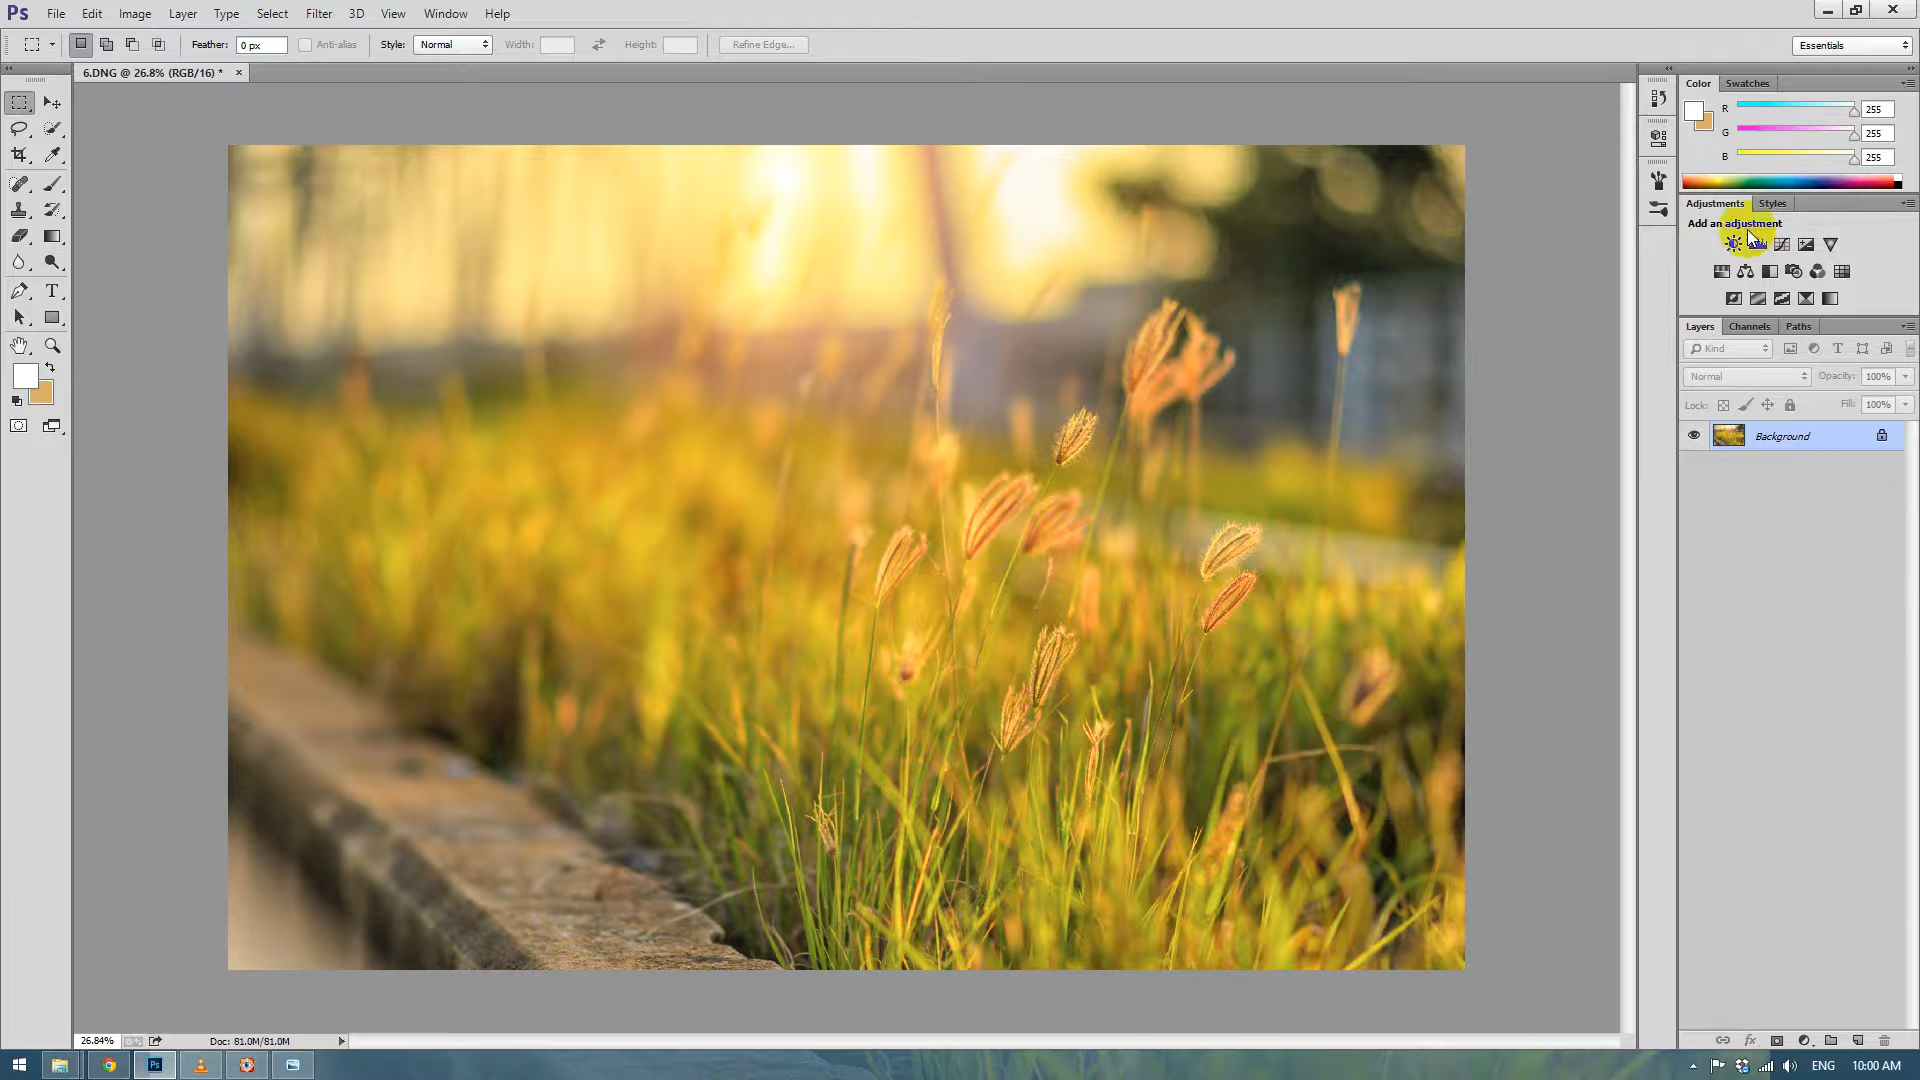 Ps File Edit Image Layer Type Select Filter 3D View Window Help
Feather: 0 px Anti-alias Style: Normal Width: Height: Refine Edge... Essentials
6.DNG @ 26.8% (RGB/16) * ×
Color Swatches
R 255
G 255
B 255
Adjustments Styles
Add an adjustment
Layers Channels Paths
Kind
Normal Opacity: 100%
Lock: Fill: 100%
Background
26.84% Doc: 81.0M/81.0M
Ps ENG 10:00 AM